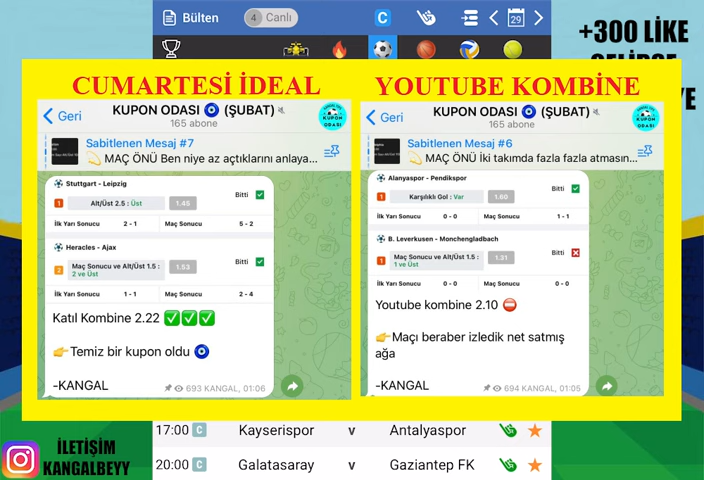 Bülten
4 Canlı
C
29
+300 LİKE
CUMARTESİ İDEAL
Geri
KUPON ODASI (ŞUBAT)
165 abone
KUPON ODASI
Sabitlenen Mesaj #7
MAÇ ÖNÜ Ben niye az açtıklarını anlaya...
Stuttgart - Leipzig
1 Alt/Üst 2.5 : Üst 1.45 Bitti
İlk Yarı Sonucu 2 - 1 Maç Sonucu 5 - 2
Heracles - Ajax
2 Maç Sonucu ve Alt/Üst 1.5 : 2 ve Üst 1.53 Bitti
İlk Yarı Sonucu 1 - 1 Maç Sonucu 2 - 4
Katıl Kombine 2.22 ✅✅✅
👉Temiz bir kupon oldu 🧿
-KANGAL
693 KANGAL, 01:06
YOUTUBE KOMBİNE
Geri
KUPON ODASI (ŞUBAT)
165 abone
KUPON ODASI
Sabitlenen Mesaj #6
MAÇ ÖNÜ İki takımda fazla fazla atmasın...
Alanyaspor - Pendikspor
1 Karşılıklı Gol : Var 1.60 Bitti
İlk Yarı Sonucu 0 - 0 Maç Sonucu 1 - 1
B. Leverkusen - Monchengladbach
1 Maç Sonucu ve Alt/Üst 1.5 : 1 ve Üst 1.31 Bitti
İlk Yarı Sonucu 0 - 0 Maç Sonucu 0 - 0
Youtube kombine 2.10 ⛔
👉Maçı beraber izledik net satmış
ağa
-KANGAL
694 KANGAL, 01:05
17:00 C Kayserispor v Antalyaspor
20:00 C Galatasaray v Gaziantep FK
İLETİŞİM
KANGALBEYY